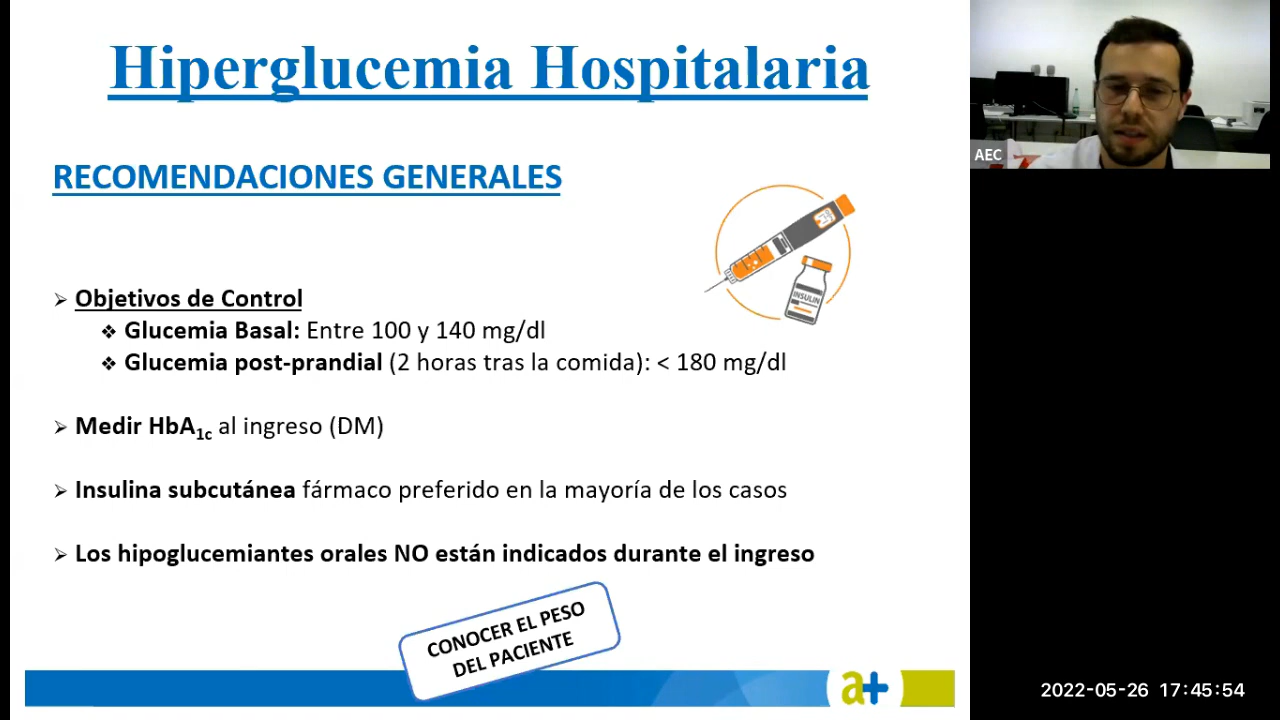 Hiperglucemia Hospitalaria
RECOMENDACIONES GENERALES
INSULIN
➢ Objetivos de Control
❖ Glucemia Basal: Entre 100 y 140 mg/dl
❖ Glucemia post-prandial (2 horas tras la comida): < 180 mg/dl
➢ Medir HbA1c al ingreso (DM)
➢ Insulina subcutánea fármaco preferido en la mayoría de los casos
➢ Los hipoglucemiantes orales NO están indicados durante el ingreso
CONOCER EL PESO
DEL PACIENTE
a+
AEC
2022-05-26 17:45:54